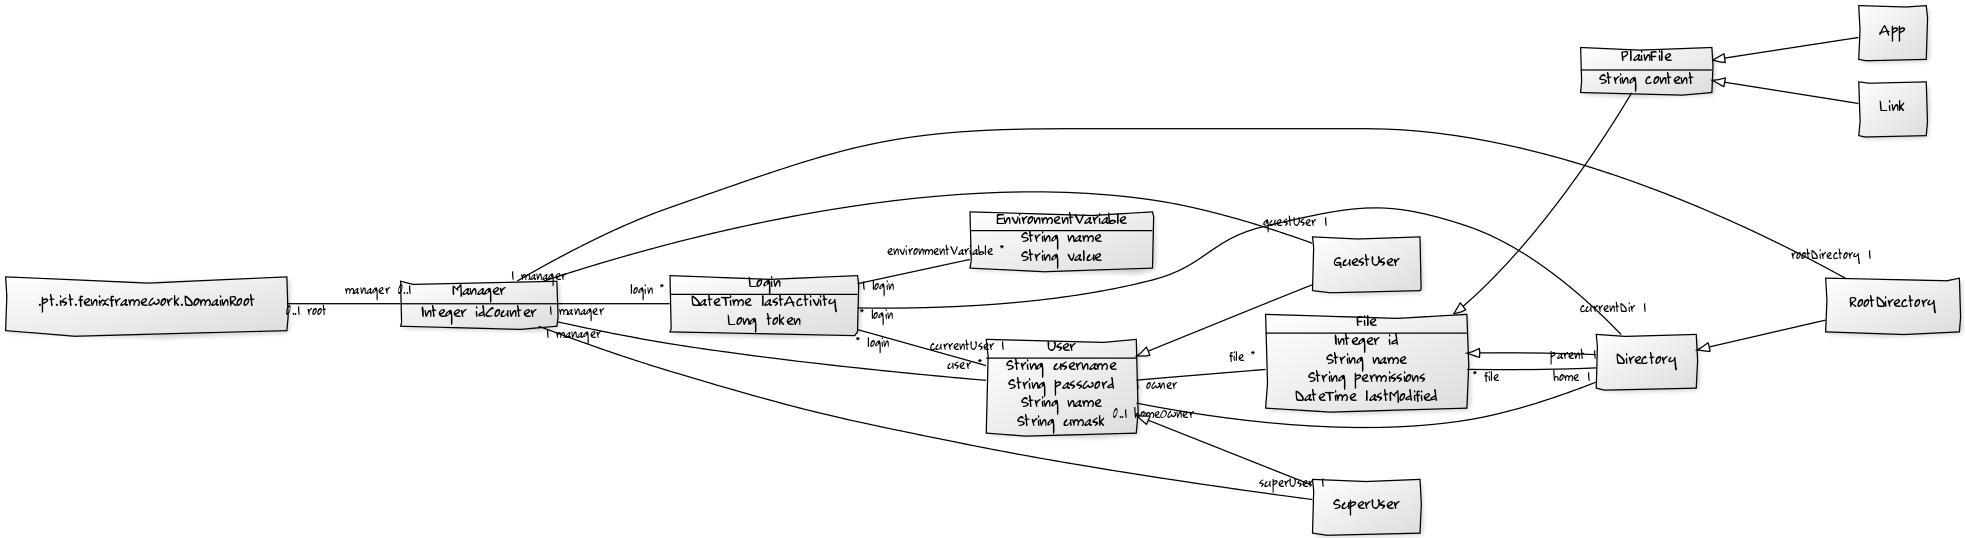 App
PlainFile
String content
Link
EnvironmentVariable
String name
String value
guestUser 1
environmentVariable *
GuestUser
rootDirectory 1
1 manager
Login
DateTime lastActivity
Long token
login *
1 login
* login
* login
.pt.ist.fenixframework.DomainRoot
manager 0..1
0..1 root
Manager
Integer idCounter
1 manager
1 manager
RootDirectory
currentDir 1
File
Integer id
String name
String permissions
DateTime lastModified
currentUser 1
user *
User
String username
String password
String name
String umask
file *
owner
parent 1
Directory
* file
home 1
0..1 homeOwner
superUser 1
SuperUser